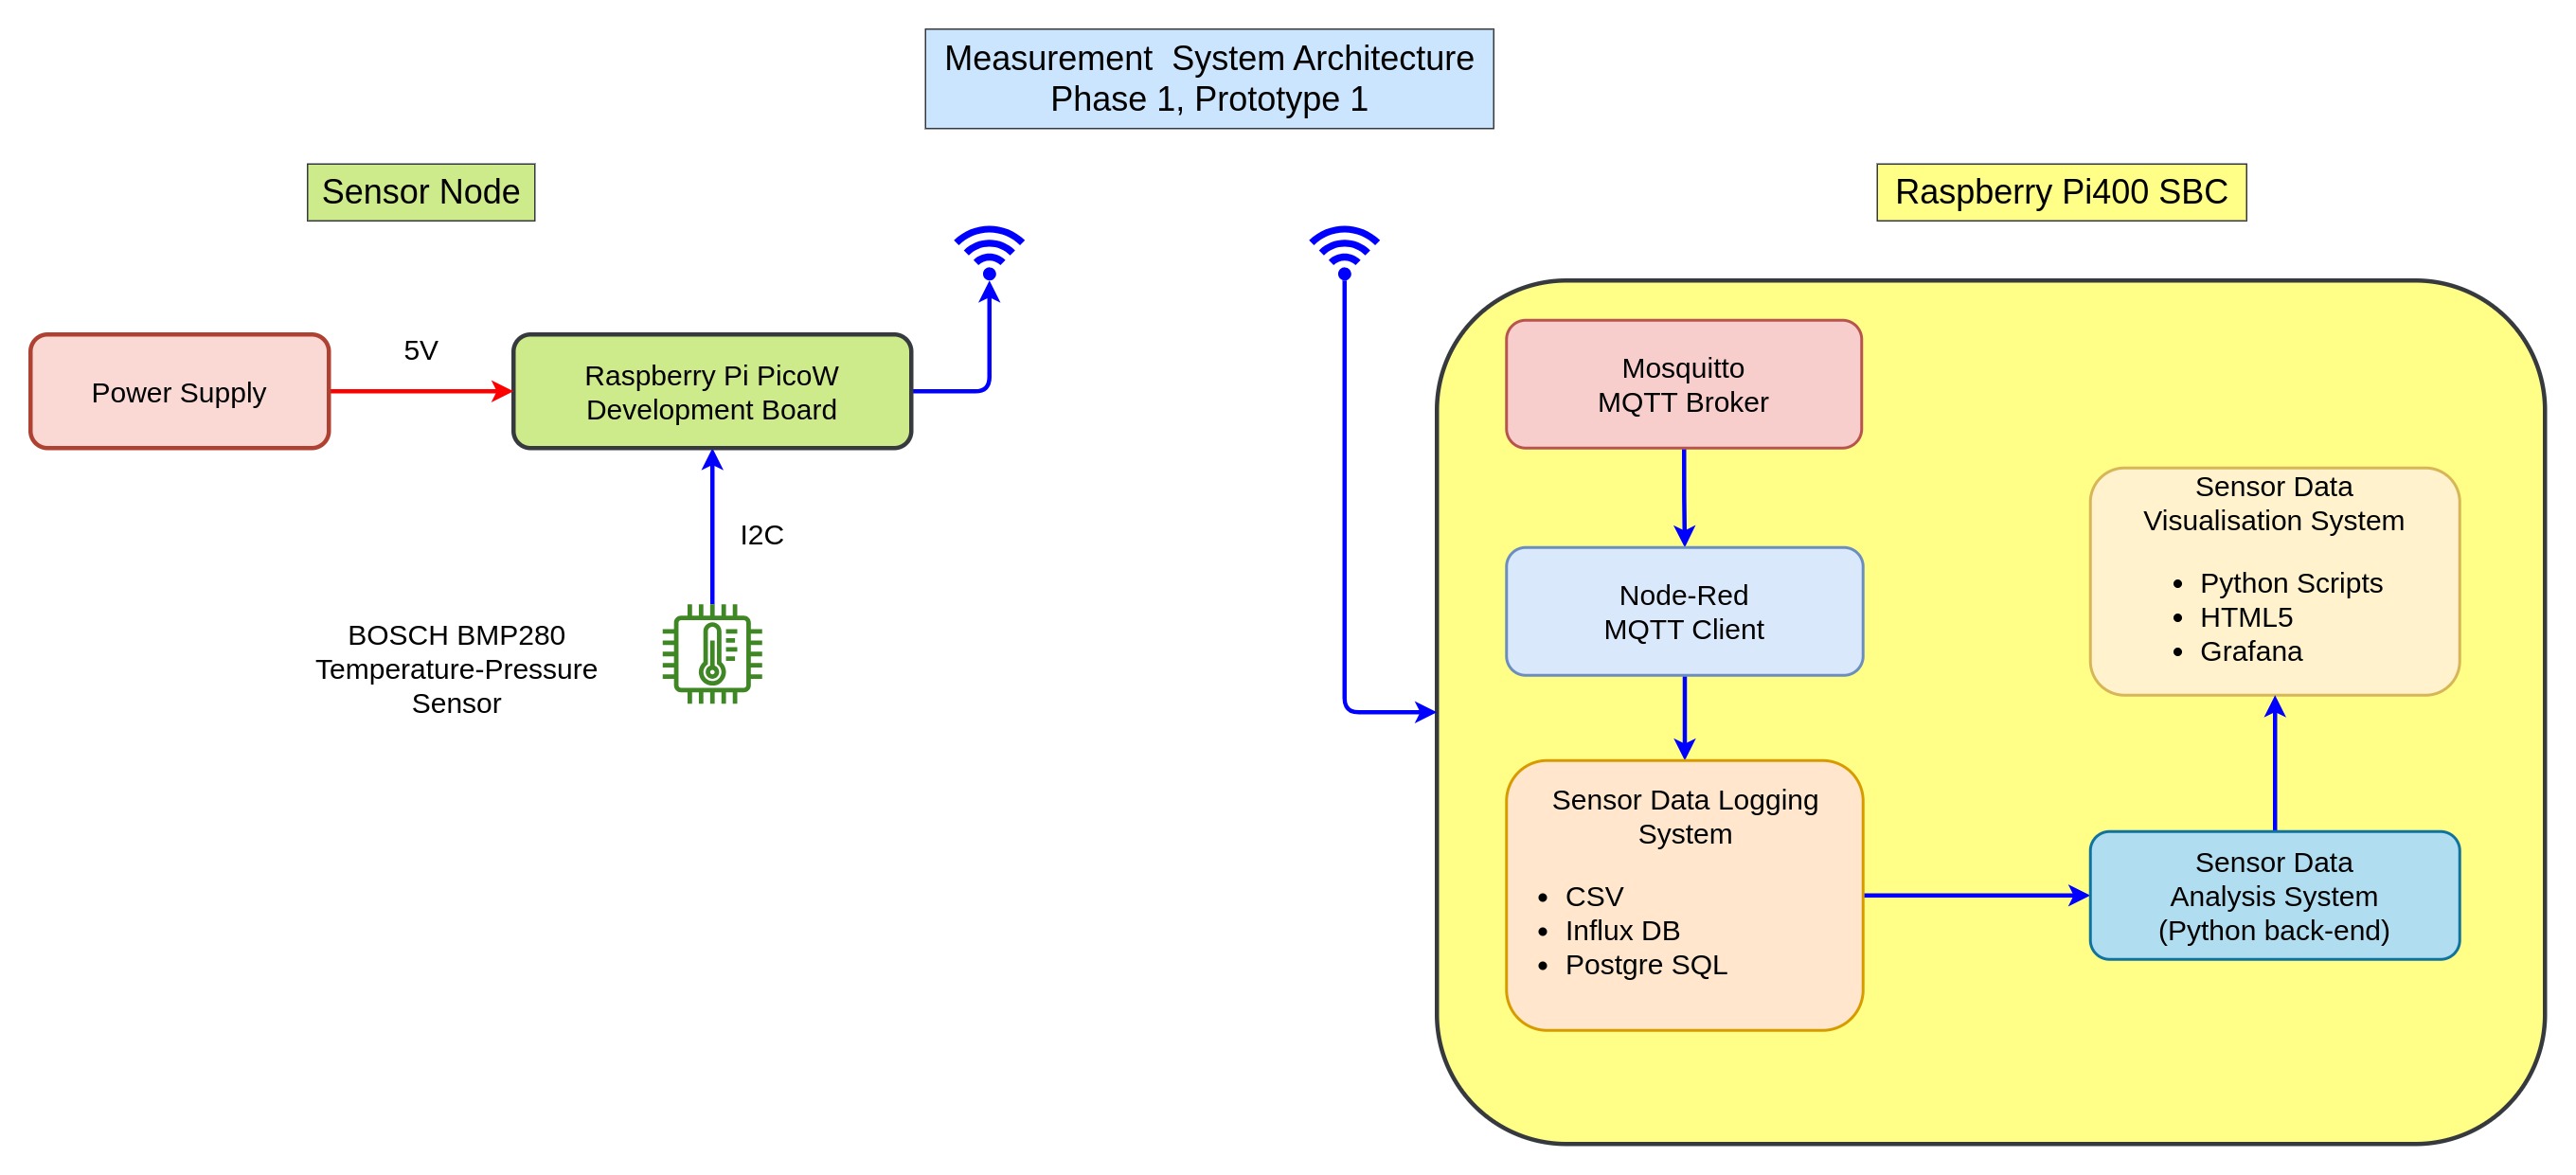 Measurement  System Architecture
Phase 1, Prototype 1
Sensor Node
Raspberry Pi400 SBC
5V
Power Supply
Raspberry Pi PicoW
Development Board
I2C
BOSCH BMP280
Temperature-Pressure
Sensor
Mosquitto
MQTT Broker
Node-Red
MQTT Client
Sensor Data Logging
System
• CSV
• Influx DB
• Postgre SQL
Sensor Data
Analysis System
(Python back-end)
Sensor Data
Visualisation System
• Python Scripts
• HTML5
• Grafana